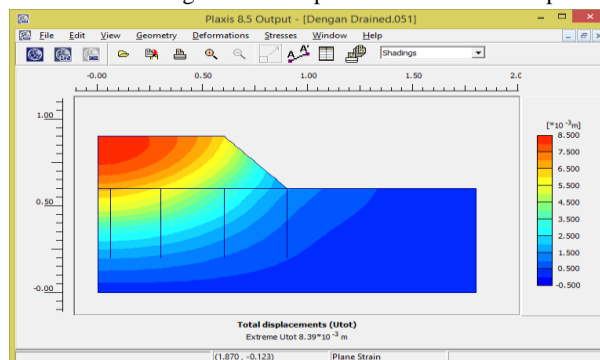 Plaxis 8.5 Output - [Dengan Drained.051]
File Edit View Geometry Deformations Stresses Window Help
Shadings
-0.00 0.50 1.00 1.50 2.0
1.00
0.50
-0.00
[*10 -3 m]
8.500
7.500
6.500
5.500
4.500
3.500
2.500
1.500
0.500
-0.500
Total displacements (Utot)
Extreme Utot 8.39*10 -3 m
(1.870 , -0.123) Plane Strain